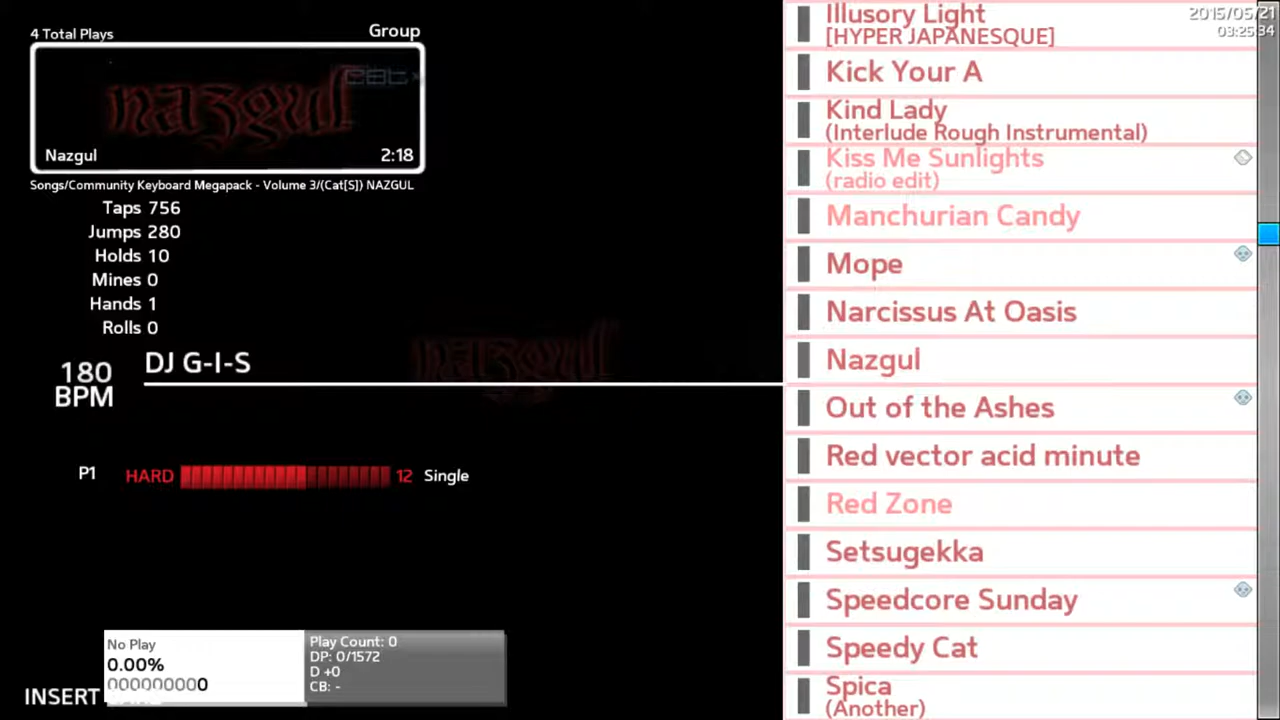 4 Total Plays
Group
nazgul
Nazgul
2:18
Songs/Community Keyboard Megapack - Volume 3/(Cat[S]) NAZGUL
Taps 756
Jumps 280
Holds 10
Mines 0
Hands 1
Rolls 0
nazgul
180
BPM
DJ G-I-S
P1
HARD
12
Single
No Play
0.00%
000000000
Play Count: 0
DP: 0/1572
D +0
CB: -
INSERT
2015/05/21
03:25:34
Illusory Light
[HYPER JAPANESQUE]
Kick Your A
Kind Lady
(Interlude Rough Instrumental)
Kiss Me Sunlights
(radio edit)
Manchurian Candy
Mope
Narcissus At Oasis
Nazgul
Out of the Ashes
Red vector acid minute
Red Zone
Setsugekka
Speedcore Sunday
Speedy Cat
Spica
(Another)